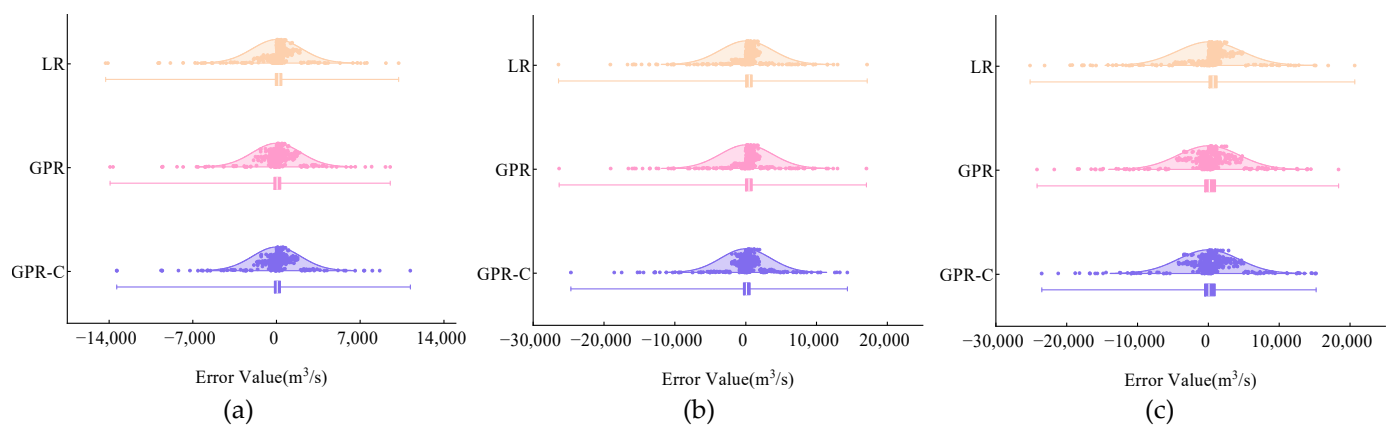 LR
GPR
GPR-C
−14,000 −7,000 0 7,000 14,000
Error Value(m³/s)
(a)
LR
GPR
GPR-C
−30,000 −20,000 −10,000 0 10,000 20,000
Error Value(m³/s)
(b)
LR
GPR
GPR-C
−30,000 −20,000 −10,000 0 10,000 20,000
Error Value(m³/s)
(c)